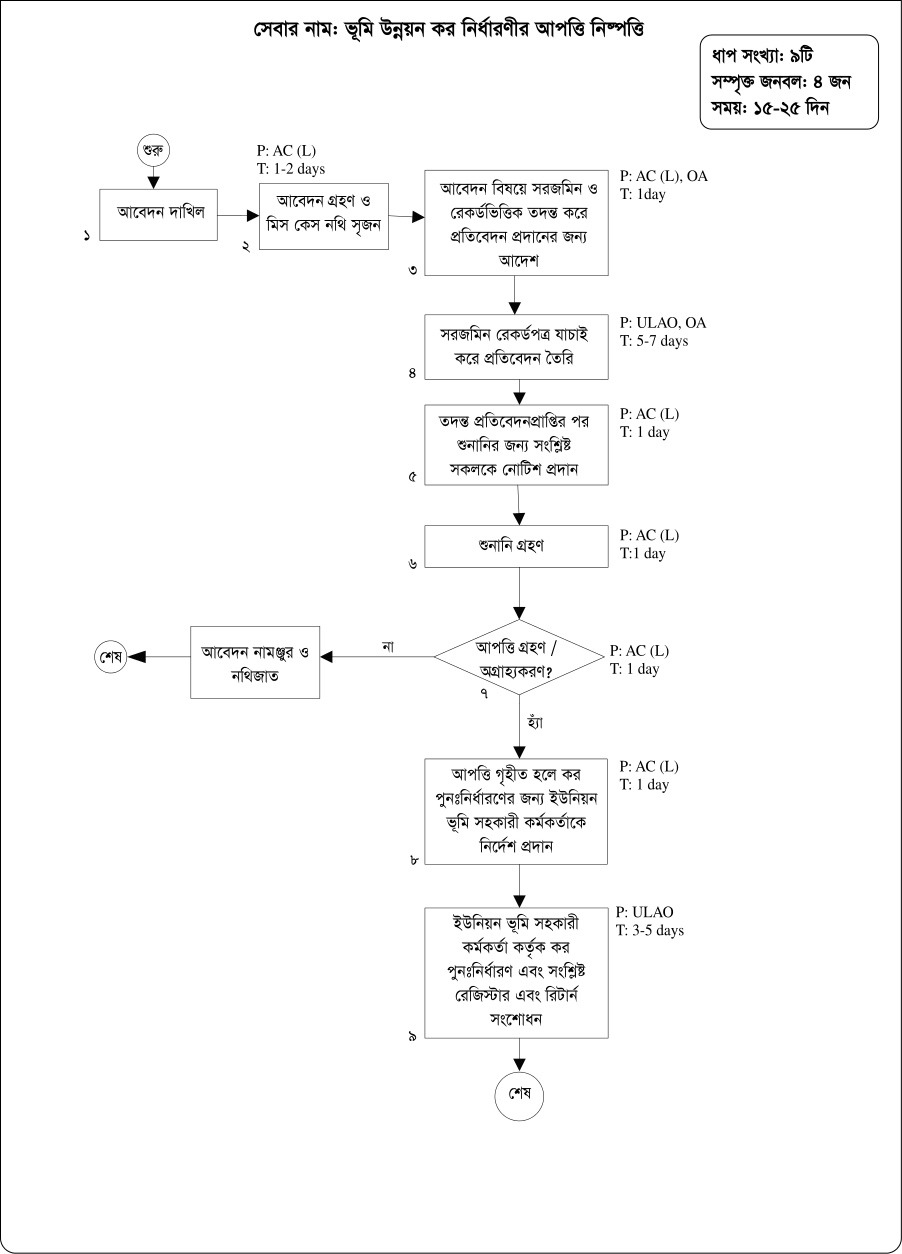 সেবার নাম: ভূমি উন্নয়ন কর নির্ধারণীর আপত্তি নিষ্পত্তি
ধাপ সংখ্যা: ৯টি
সম্পৃক্ত জনবল: ৪ জন
সময়: ১৫-২৫ দিন
শুরু
আবেদন দাখিল
১
P: AC (L)
T: 1-2 days
আবেদন গ্রহণ ও
মিস কেস নথি সৃজন
২
P: AC (L), OA
T: 1day
আবেদন বিষয়ে সরজমিন ও
রেকর্ডভিত্তিক তদন্ত করে
প্রতিবেদন প্রদানের জন্য
আদেশ
৩
P: ULAO, OA
T: 5-7 days
সরজমিন রেকর্ডপত্র যাচাই
করে প্রতিবেদন তৈরি
৪
P: AC (L)
T: 1 day
তদন্ত প্রতিবেদনপ্রাপ্তির পর
শুনানির জন্য সংশ্লিষ্ট
সকলকে নোটিশ প্রদান
৫
P: AC (L)
T:1 day
শুনানি গ্রহণ
৬
আপত্তি গ্রহণ /
অগ্রাহ্যকরণ?
৭
P: AC (L)
T: 1 day
না
আবেদন নামঞ্জুর ও
নথিজাত
শেষ
হ্যাঁ
P: AC (L)
T: 1 day
আপত্তি গৃহীত হলে কর
পুনঃনির্ধারণের জন্য ইউনিয়ন
ভূমি সহকারী কর্মকর্তাকে
নির্দেশ প্রদান
৮
P: ULAO
T: 3-5 days
ইউনিয়ন ভূমি সহকারী
কর্মকর্তা কর্তৃক কর
পুনঃনির্ধারণ এবং সংশ্লিষ্ট
রেজিস্টার এবং রিটার্ন
সংশোধন
৯
শেষ